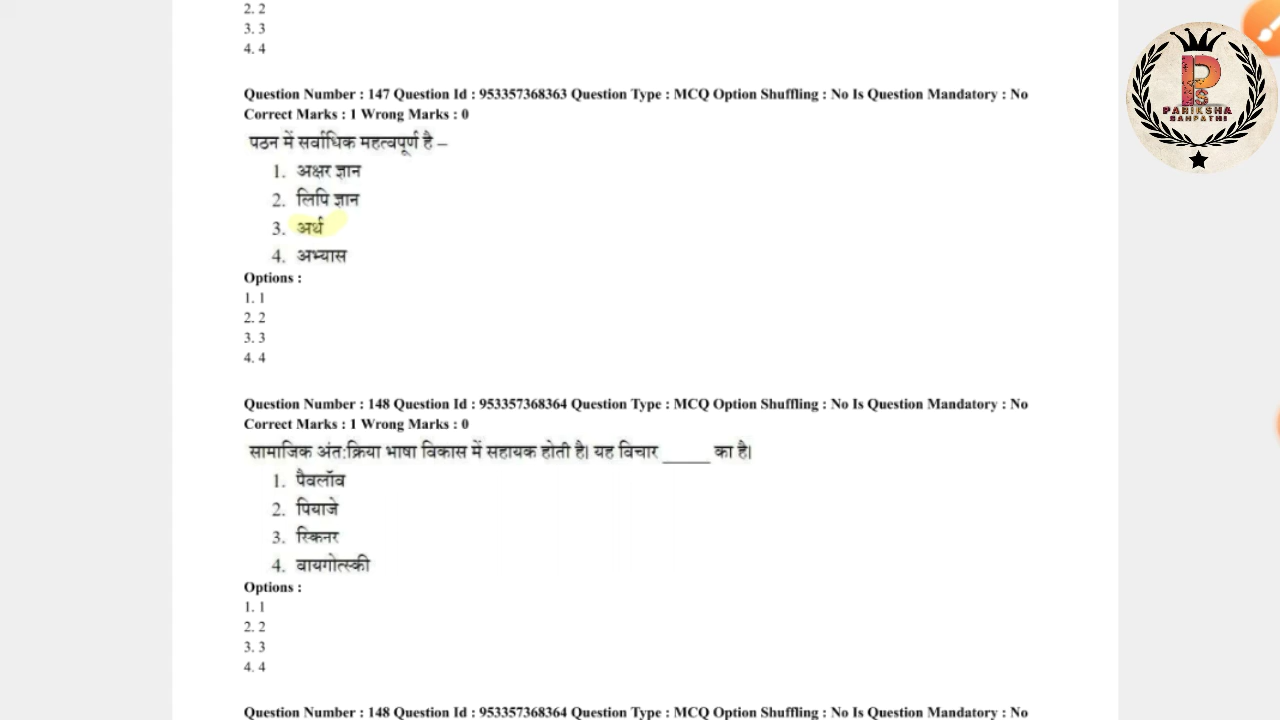 2. 2
3. 3
4. 4
Question Number : 147 Question Id : 953357368363 Question Type : MCQ Option Shuffling : No Is Question Mandatory : No
Correct Marks : 1 Wrong Marks : 0
पठन में सर्वाधिक महत्वपूर्ण है –
1. अक्षर ज्ञान
2. लिपि ज्ञान
3. अर्थ
4. अभ्यास
Options :
1. 1
2. 2
3. 3
4. 4
Question Number : 148 Question Id : 953357368364 Question Type : MCQ Option Shuffling : No Is Question Mandatory : No
Correct Marks : 1 Wrong Marks : 0
सामाजिक अंत:क्रिया भाषा विकास में सहायक होती है। यह विचार _____ का है।
1. पैवलॉव
2. पियाजे
3. स्किनर
4. वायगोत्स्की
Options :
1. 1
2. 2
3. 3
4. 4
Question Number : 148 Question Id : 953357368364 Question Type : MCQ Option Shuffling : No Is Question Mandatory : No
PARIKSHA
SANPATHI